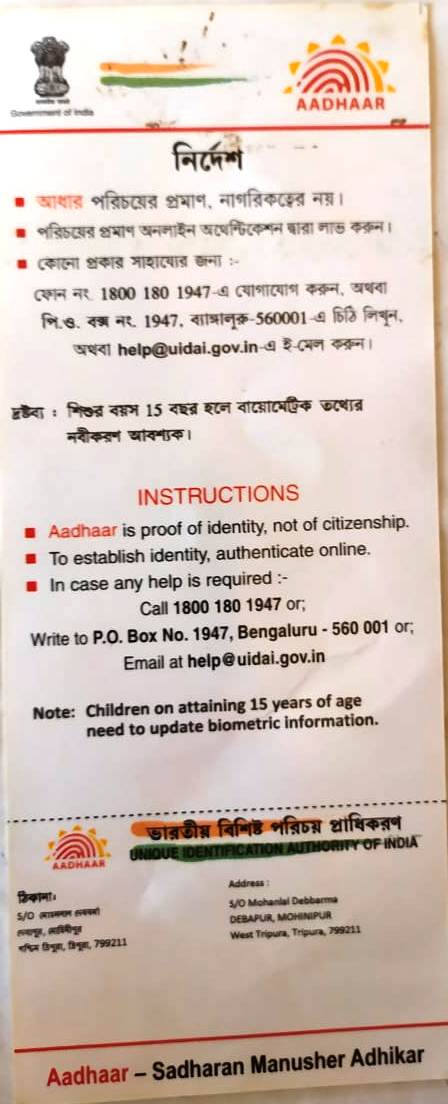 Government of India
AADHAAR
নির্দেশ
■ আধার পরিচয়ের প্রমাণ, নাগরিকত্বের নয়।
■ পরিচয়ের প্রমাণ অনলাইন অথেন্টিকেশন দ্বারা লাভ করুন।
■ কোনো প্রকার সাহায্যের জন্য :-
ফোন নং 1800 180 1947-এ যোগাযোগ করুন, অথবা
পি.ও. বক্স নং. 1947, ব্যাঙ্গালুরু-560001-এ চিঠি লিখুন,
অথবা help@uidai.gov.in-এ ই-মেল করুন।
দ্রষ্টব্য : শিশুর বয়স 15 বছর হলে বায়োমেট্রিক তথ্যের
নবীকরণ আবশ্যক।
INSTRUCTIONS
■ Aadhaar is proof of identity, not of citizenship.
■ To establish identity, authenticate online.
■ In case any help is required :-
Call 1800 180 1947 or;
Write to P.O. Box No. 1947, Bengaluru - 560 001 or;
Email at help@uidai.gov.in
Note: Children on attaining 15 years of age
need to update biometric information.
ভারতীয় বিশিষ্ট পরিচয় প্রাধিকরণ
UNIQUE IDENTIFICATION AUTHORITY OF INDIA
AADHAAR
ঠিকানা:
S/O
পশ্চিম ত্রিপুরা, ত্রিপুরা, 799211
Address :
S/O Mohanlal Debbarma
DEBAPUR, MOHINIPUR
West Tripura, Tripura, 799211
Aadhaar – Sadharan Manusher Adhikar